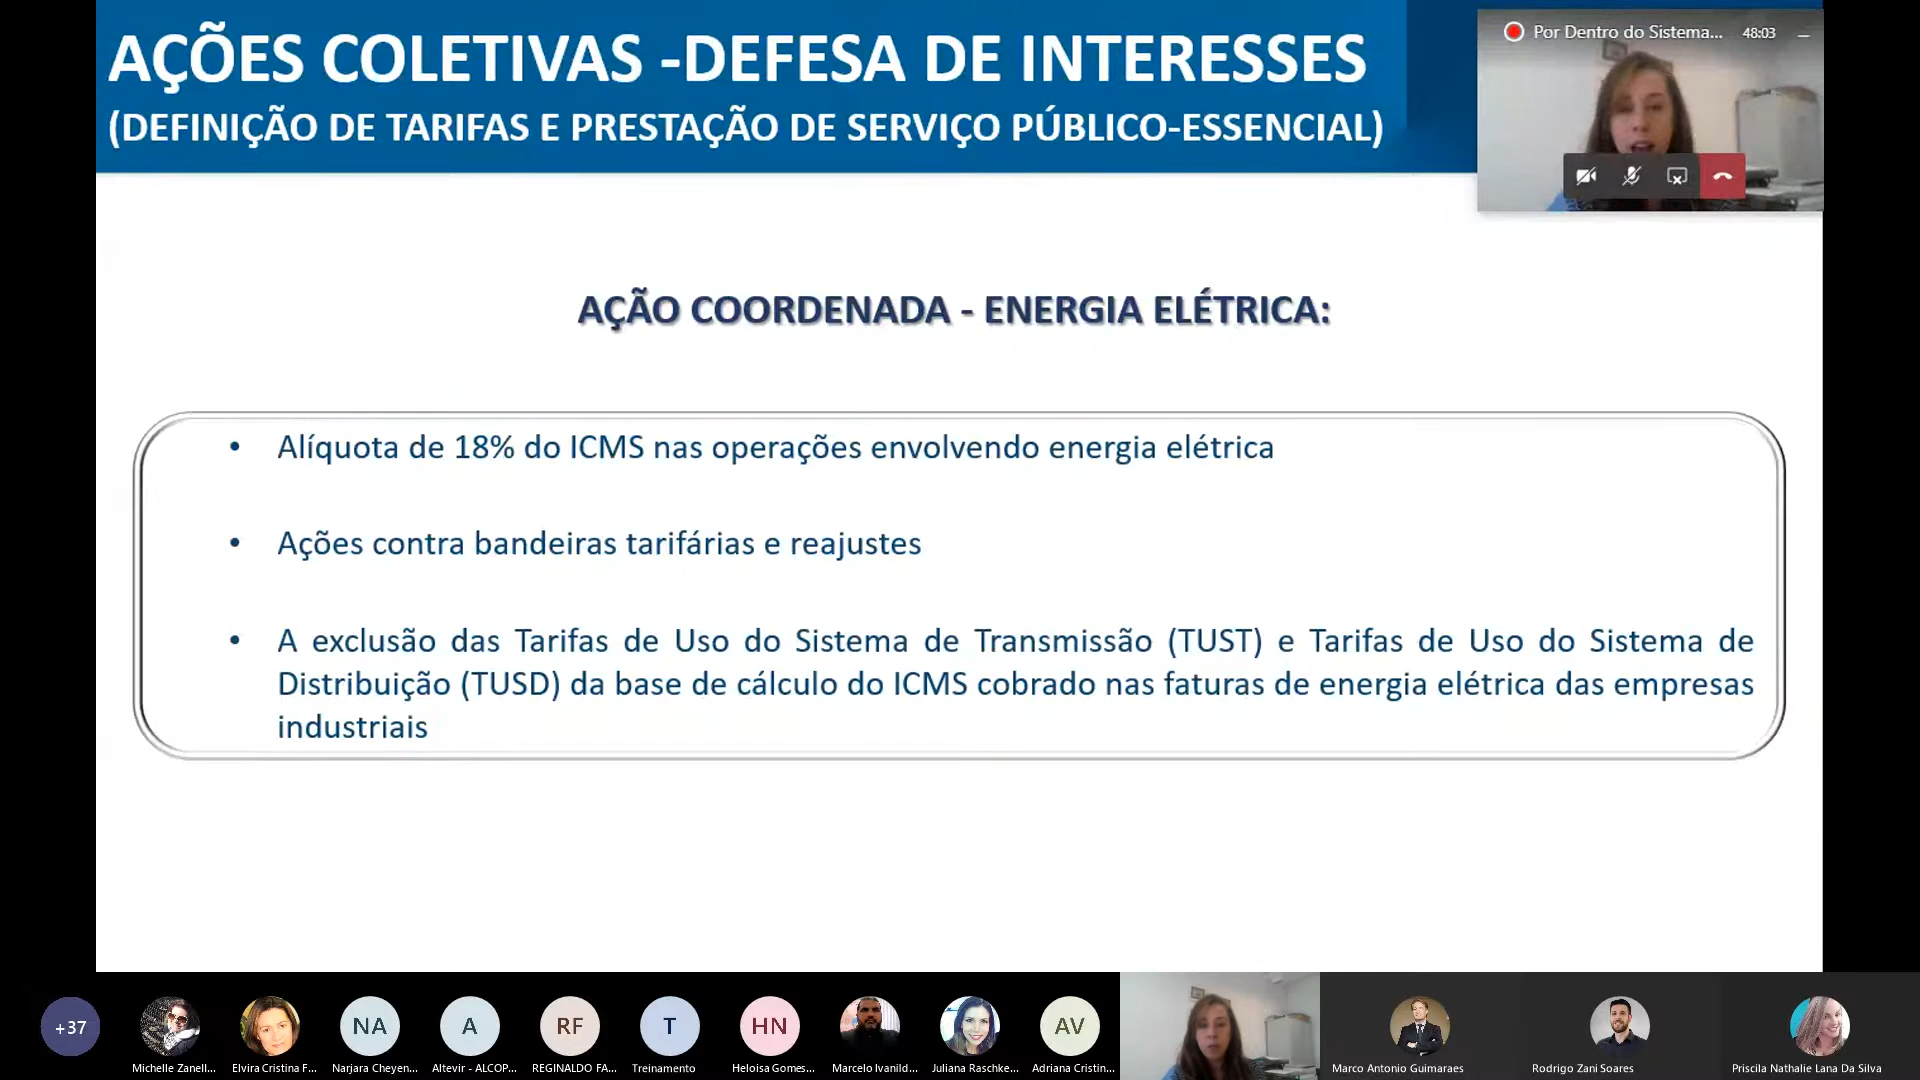 AÇÕES COLETIVAS -DEFESA DE INTERESSES
(DEFINIÇÃO DE TARIFAS E PRESTAÇÃO DE SERVIÇO PÚBLICO-ESSENCIAL)
Por Dentro do Sistema... 48:03
AÇÃO COORDENADA - ENERGIA ELÉTRICA:
• Alíquota de 18% do ICMS nas operações envolvendo energia elétrica
• Ações contra bandeiras tarifárias e reajustes
• A exclusão das Tarifas de Uso do Sistema de Transmissão (TUST) e Tarifas de Uso do Sistema de
Distribuição (TUSD) da base de cálculo do ICMS cobrado nas faturas de energia elétrica das empresas
industriais
+37 NA A RF T HN AV
Michelle Zanell... Elvira Cristina F... Narjara Cheyen... Altevir - ALCOP... REGINALDO FA... Treinamento Heloisa Gomes... Marcelo Ivanild... Juliana Raschke... Adriana Cristin... Marco Antonio Guimaraes Rodrigo Zani Soares Priscila Nathalie Lana Da Silva